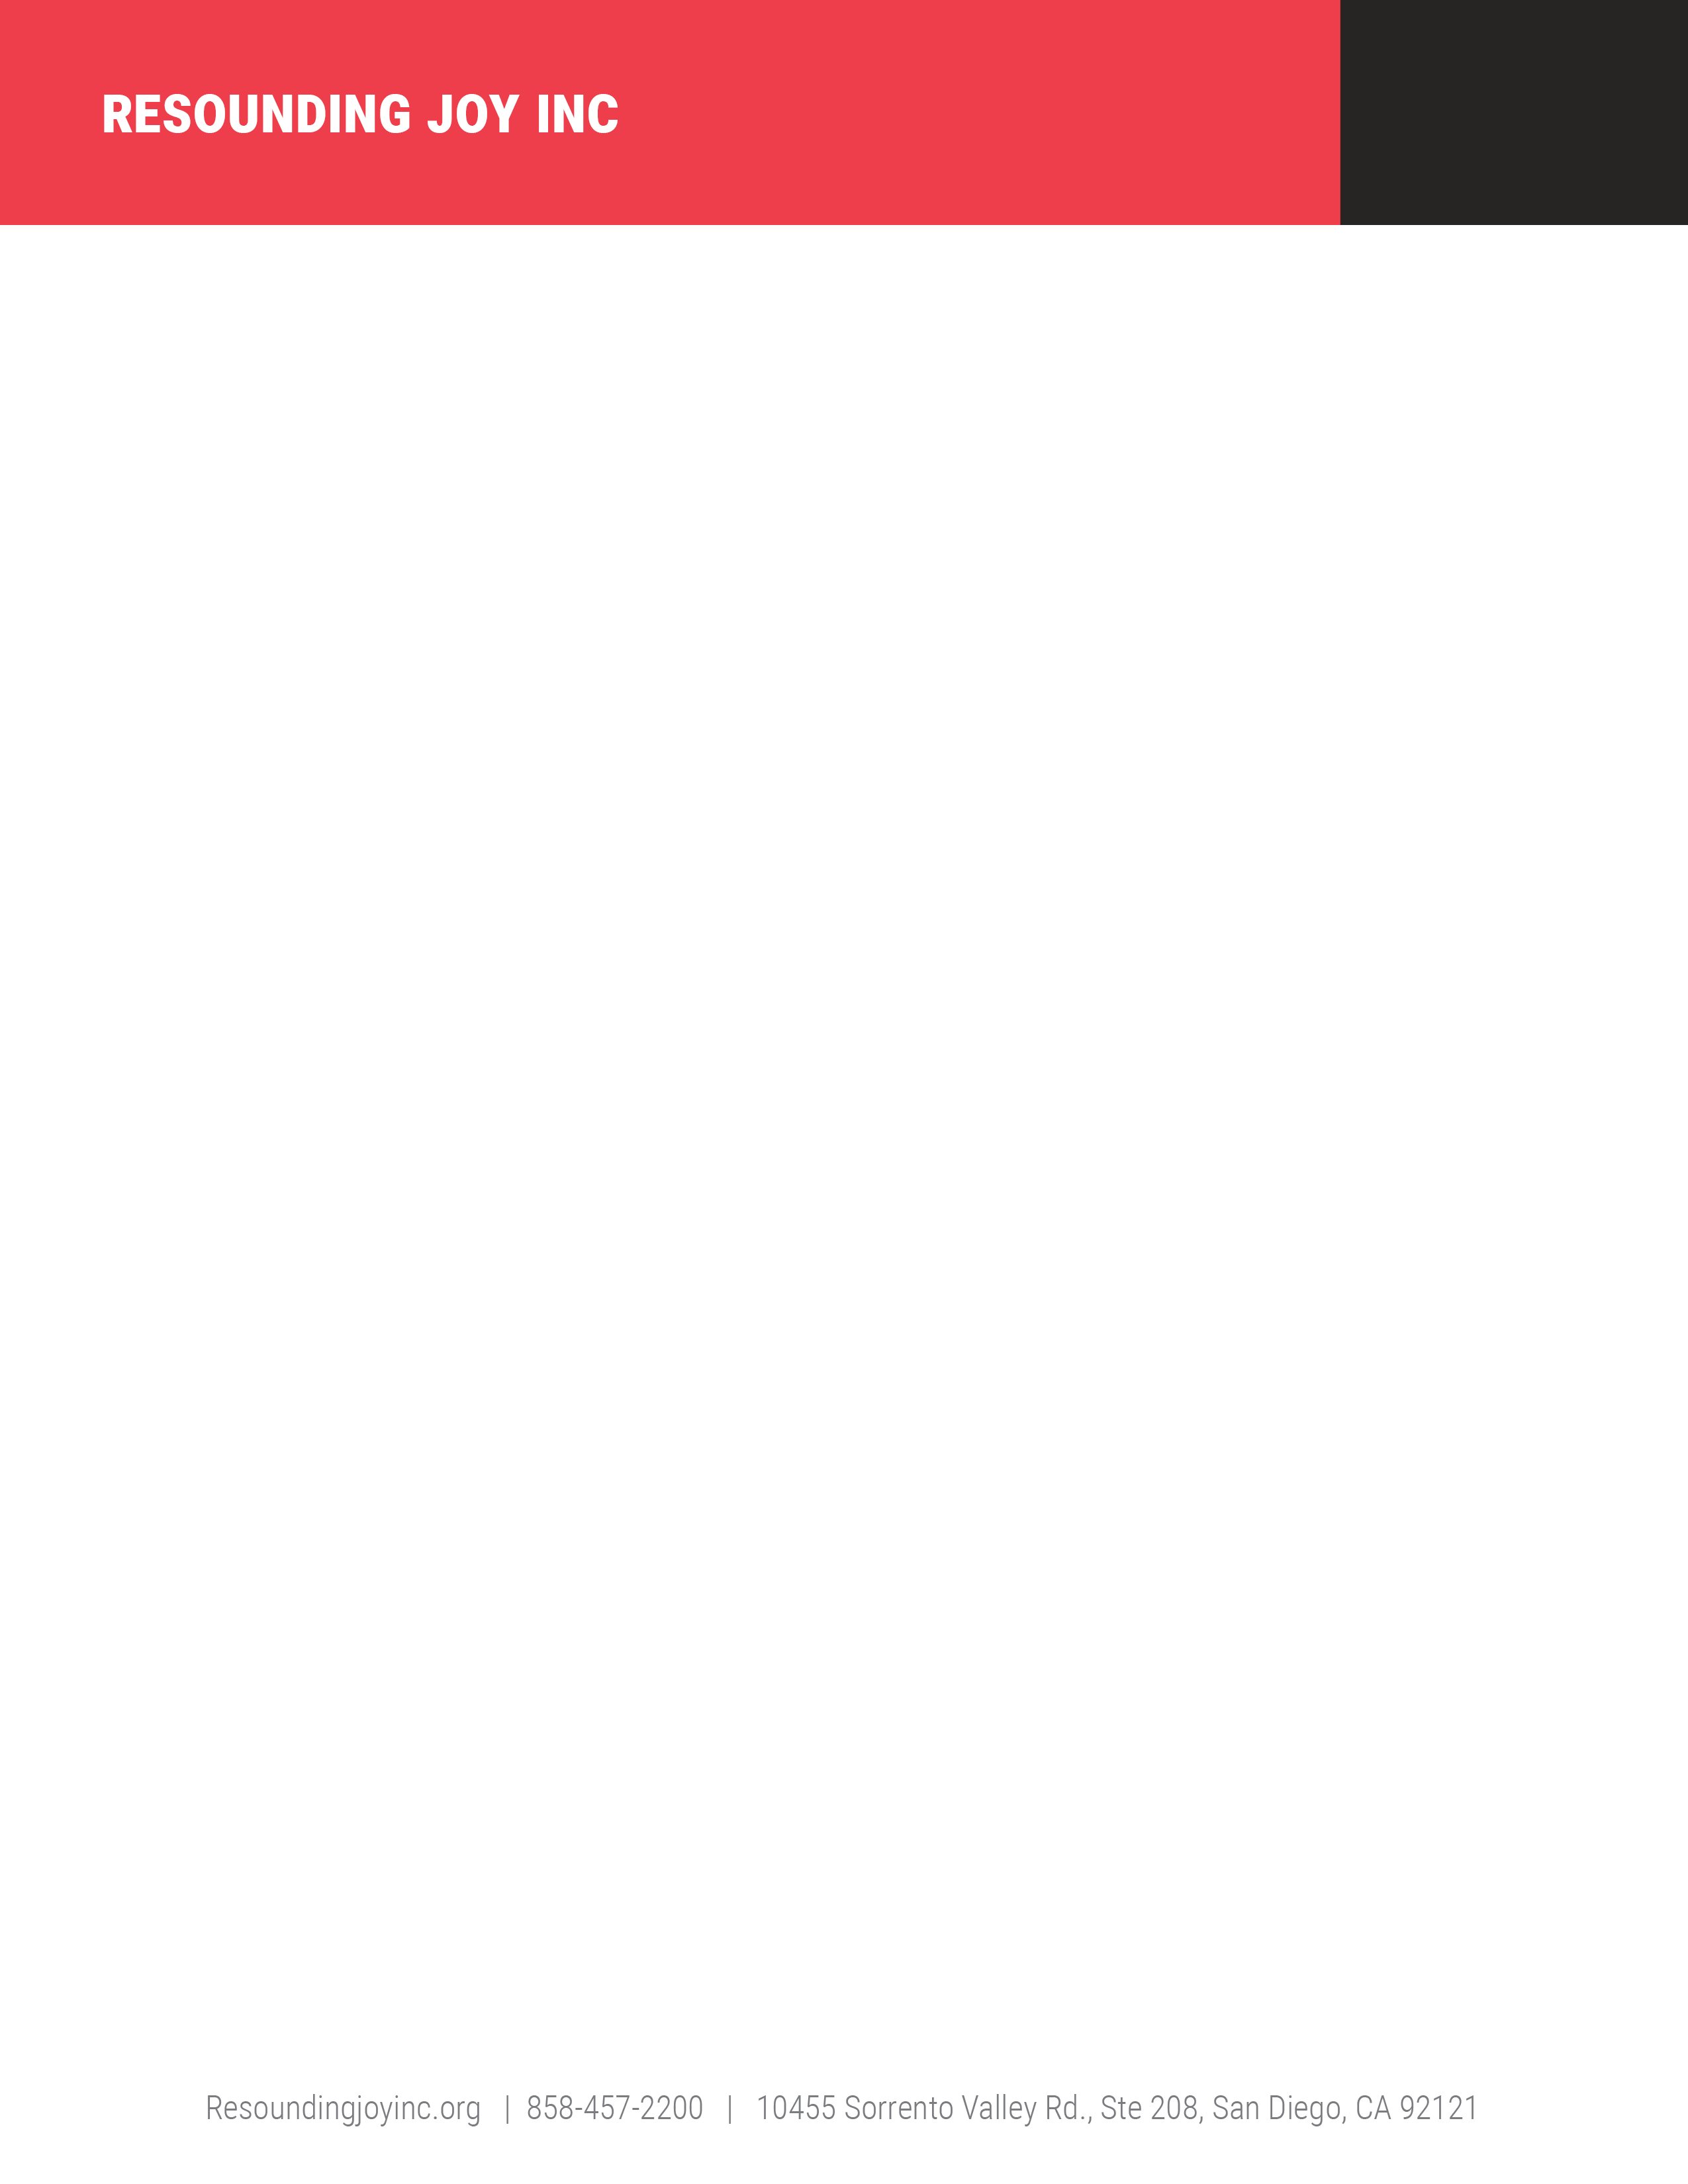 RESOUNDING JOY INC
Resoundingjoyinc.org | 858-457-2200 | 10455 Sorrento Valley Rd., Ste 208, San Diego, CA 92121